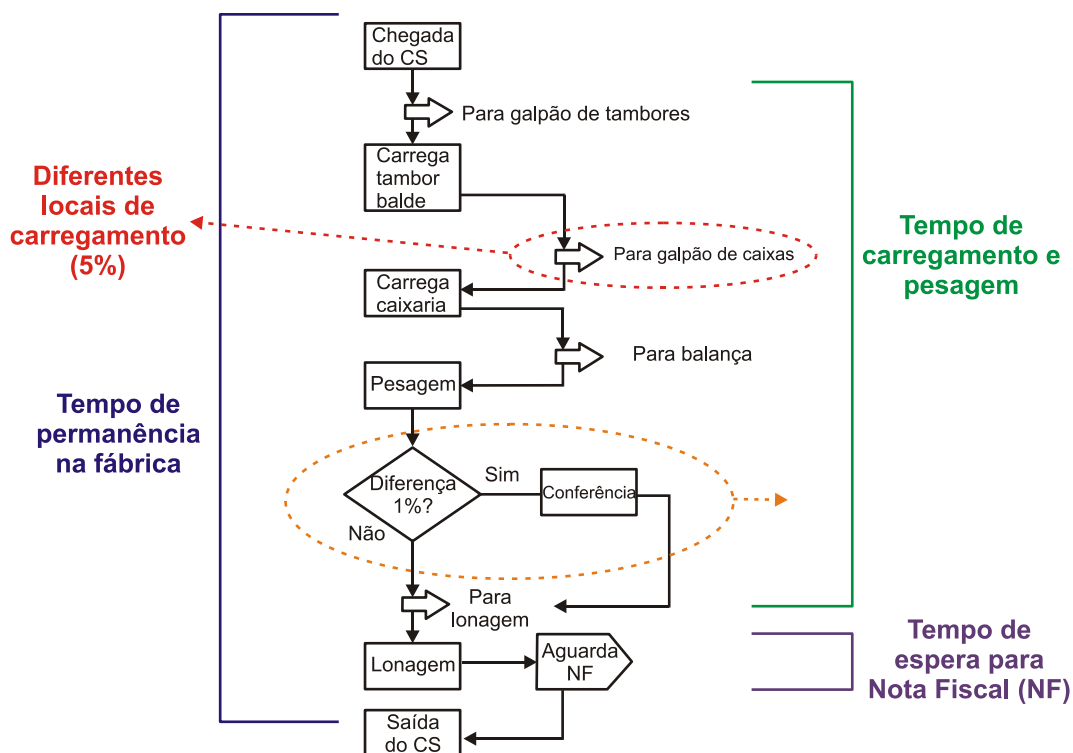 Chegada
do CS
Para galpão de tambores
Carrega
tambor
balde
Diferentes
locais de
carregamento
(5%)
Para galpão de caixas
Tempo de
carregamento e
pesagem
Carrega
caixaria
Para balança
Pesagem
Tempo de
permanência
na fábrica
Diferença
1%?
Sim
Conferência
Não
Para
lonagem
Lonagem
Aguarda
NF
Tempo de
espera para
Nota Fiscal (NF)
Saída
do CS